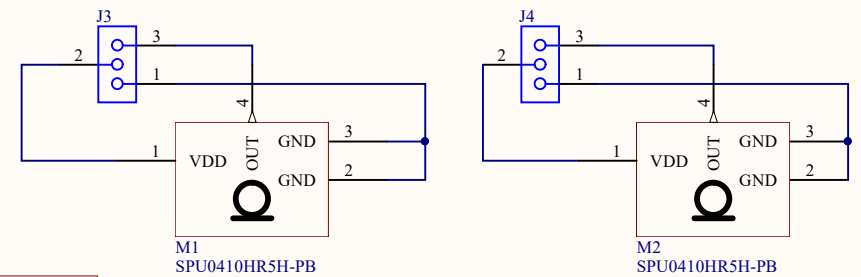 J3
J4
3
3
2
2
1
1
4
4
1
VDD
OUT
GND
3
GND
2
1
VDD
OUT
GND
3
GND
2
M1
SPU0410HR5H-PB
M2
SPU0410HR5H-PB